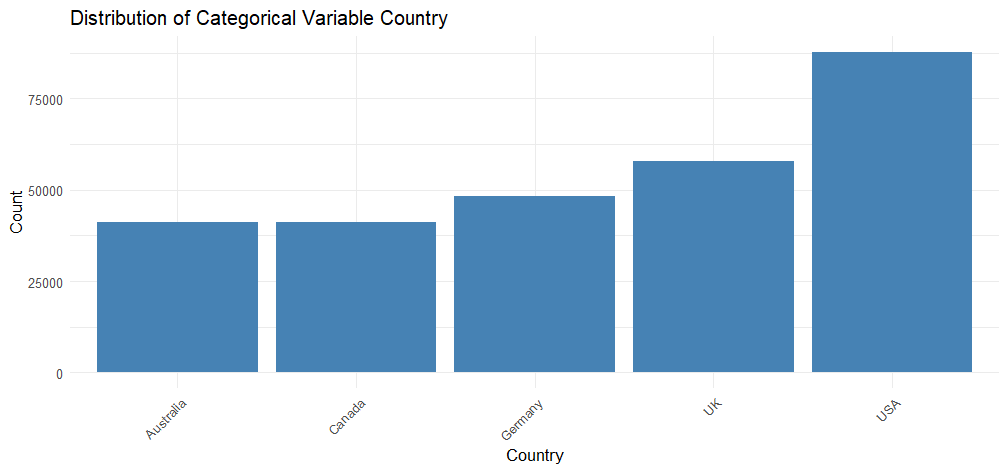 Distribution of Categorical Variable Country
Count
75000
50000
25000
0
Australia
Canada
Germany
UK
USA
Country